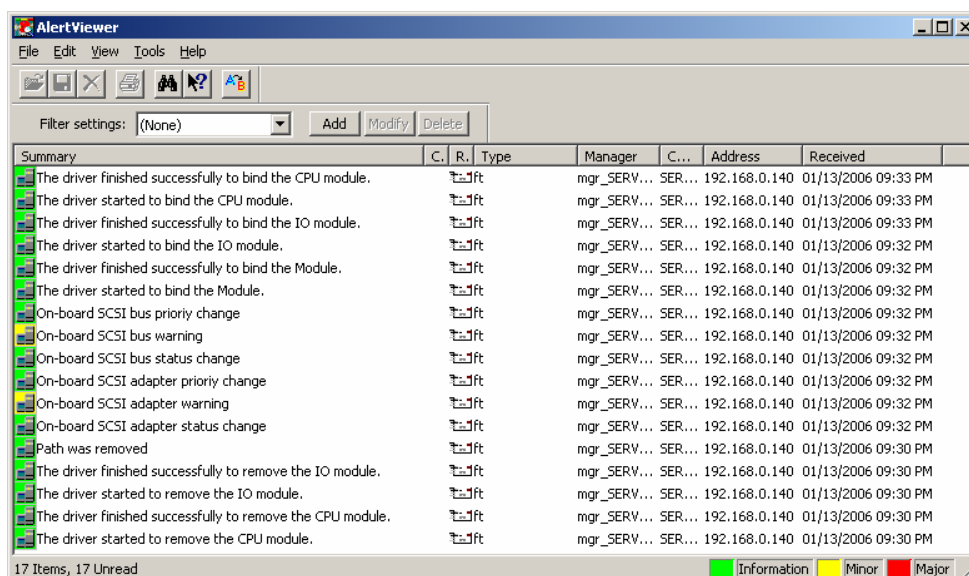 AlertViewer
File Edit View Tools Help
Filter settings: (None) Add Modify Delete
Summary C. R. Type Manager C... Address Received
The driver finished successfully to bind the CPU module. ft mgr_SERV... SER... 192.168.0.140 01/13/2006 09:33 PM
The driver started to bind the CPU module. ft mgr_SERV... SER... 192.168.0.140 01/13/2006 09:33 PM
The driver finished successfully to bind the IO module. ft mgr_SERV... SER... 192.168.0.140 01/13/2006 09:33 PM
The driver started to bind the IO module. ft mgr_SERV... SER... 192.168.0.140 01/13/2006 09:32 PM
The driver finished successfully to bind the Module. ft mgr_SERV... SER... 192.168.0.140 01/13/2006 09:32 PM
The driver started to bind the Module. ft mgr_SERV... SER... 192.168.0.140 01/13/2006 09:32 PM
On-board SCSI bus prioriy change ft mgr_SERV... SER... 192.168.0.140 01/13/2006 09:32 PM
On-board SCSI bus warning ft mgr_SERV... SER... 192.168.0.140 01/13/2006 09:32 PM
On-board SCSI bus status change ft mgr_SERV... SER... 192.168.0.140 01/13/2006 09:32 PM
On-board SCSI adapter prioriy change ft mgr_SERV... SER... 192.168.0.140 01/13/2006 09:32 PM
On-board SCSI adapter warning ft mgr_SERV... SER... 192.168.0.140 01/13/2006 09:32 PM
On-board SCSI adapter status change ft mgr_SERV... SER... 192.168.0.140 01/13/2006 09:32 PM
Path was removed ft mgr_SERV... SER... 192.168.0.140 01/13/2006 09:30 PM
The driver finished successfully to remove the IO module. ft mgr_SERV... SER... 192.168.0.140 01/13/2006 09:30 PM
The driver started to remove the IO module. ft mgr_SERV... SER... 192.168.0.140 01/13/2006 09:30 PM
The driver finished successfully to remove the CPU module. ft mgr_SERV... SER... 192.168.0.140 01/13/2006 09:30 PM
The driver started to remove the CPU module. ft mgr_SERV... SER... 192.168.0.140 01/13/2006 09:30 PM
17 Items, 17 Unread Information Minor Major